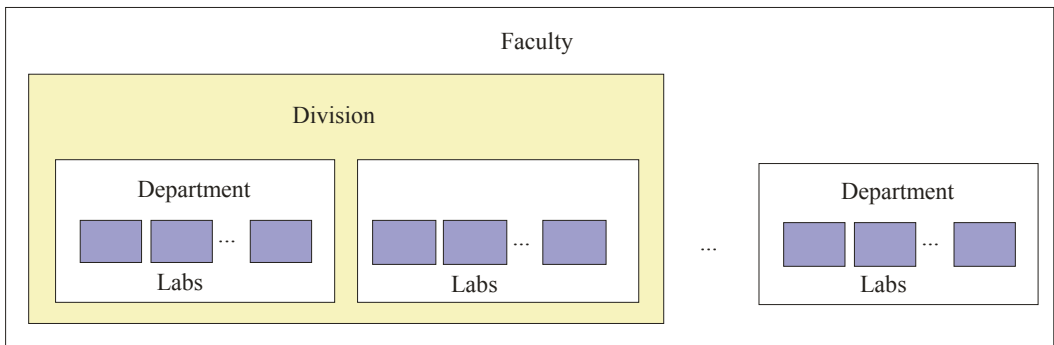 Faculty
Division
Department
...
Labs
...
Labs
...
Department
...
Labs